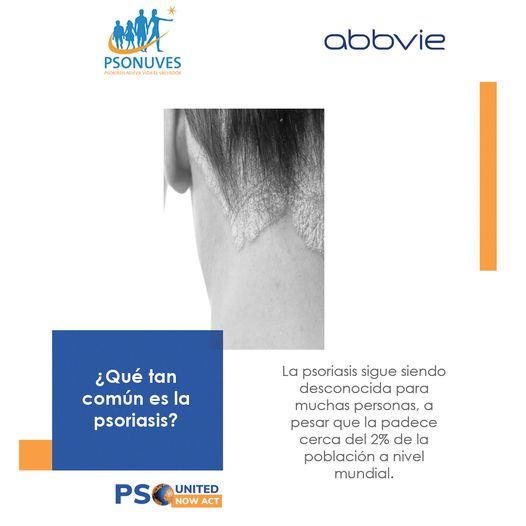 PSONUVES
PSORIASIS NUEVA VIDA EL SALVADOR
abbvie
¿Qué tan
común es la
psoriasis?
La psoriasis sigue siendo
desconocida para
muchas personas, a
pesar que la padece
cerca del 2% de la
población a nivel
mundial.
PSO UNITED
NOW ACT